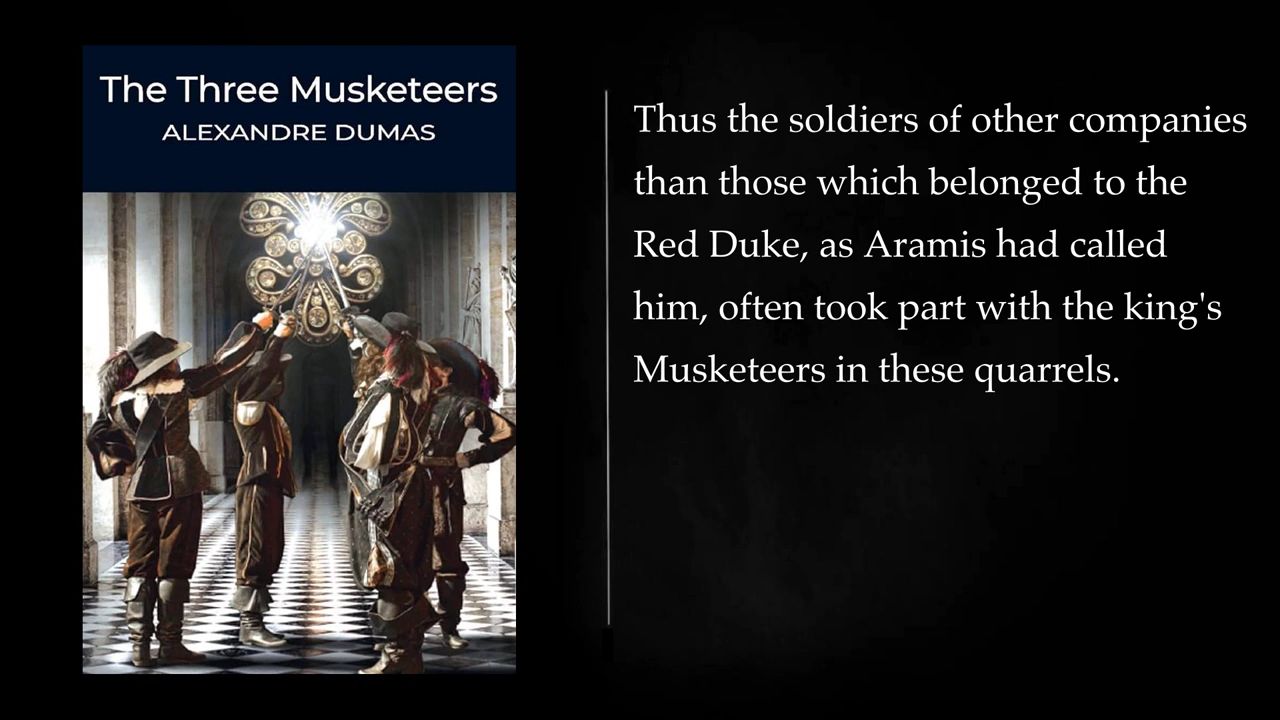 The Three Musketeers
ALEXANDRE DUMAS
Thus the soldiers of other companies
than those which belonged to the
Red Duke, as Aramis had called
him, often took part with the king's
Musketeers in these quarrels.